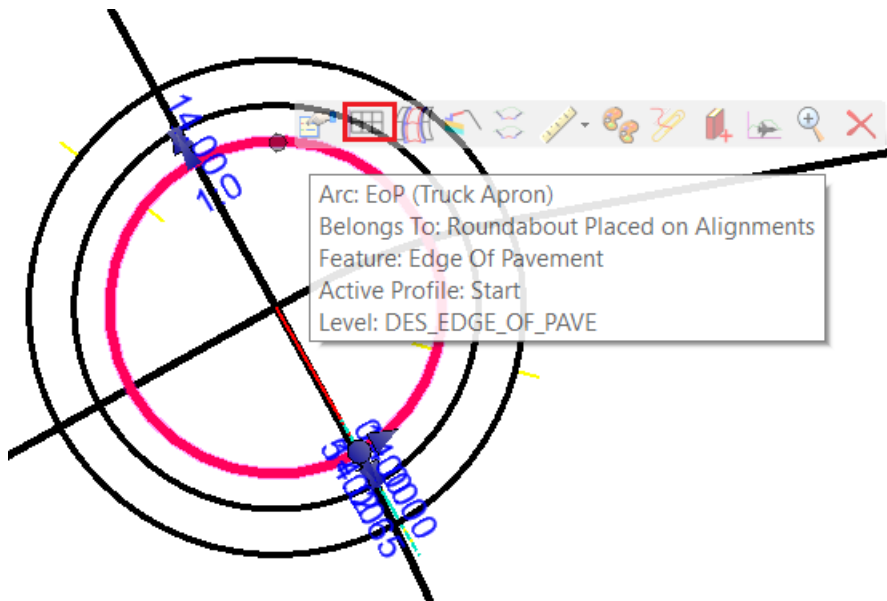 Arc: EoP (Truck Apron)
Belongs To: Roundabout Placed on Alignments
Feature: Edge Of Pavement
Active Profile: Start
Level: DES_EDGE_OF_PAVE